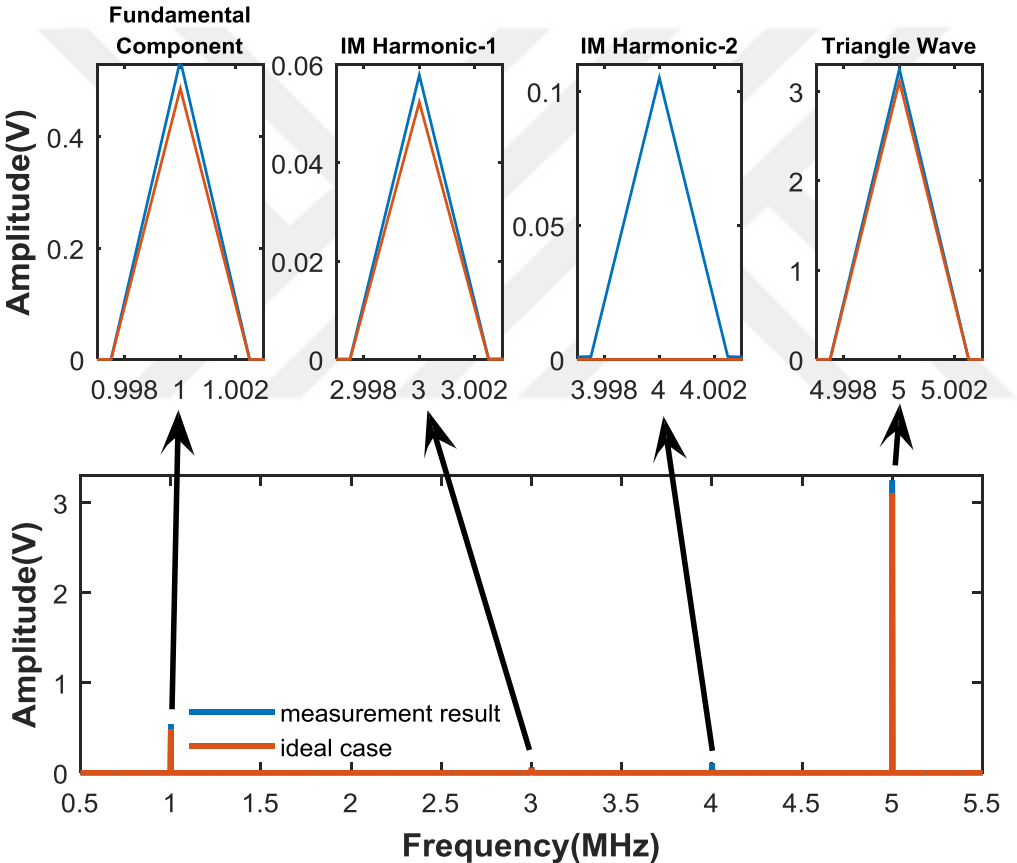 Fundamental
Component
IM Harmonic-1
IM Harmonic-2
Triangle Wave
Amplitude(V)
0.4
0.2
0
0.998 1 1.002
0.06
0.04
0.02
0
2.998 3 3.002
0.1
0.05
0
3.998 4 4.002
3
2
1
0
4.998 5 5.002
Amplitude(V)
3
2
1
0
measurement result
ideal case
0.5 1 1.5 2 2.5 3 3.5 4 4.5 5 5.5
Frequency(MHz)